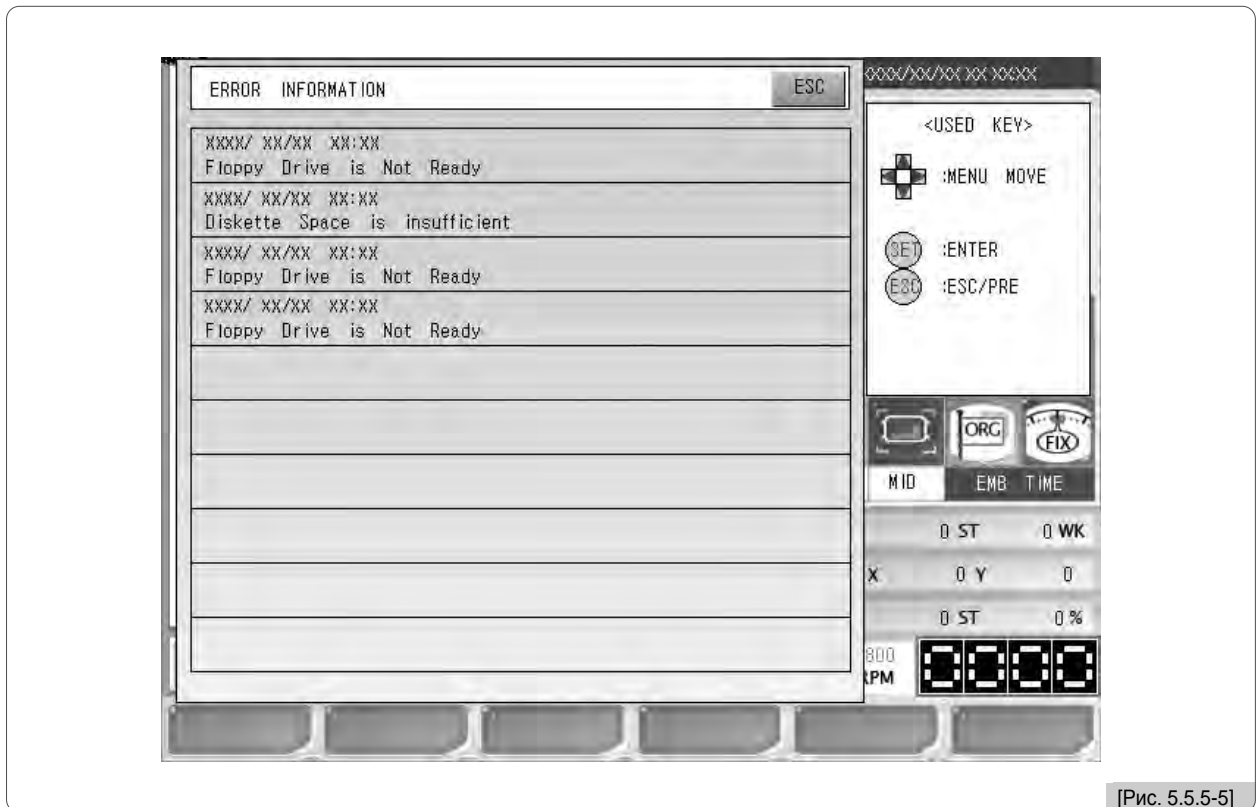 ERROR INFORMATION
ESC
XXXX/ XX/XX XX:XX
Floppy Drive is Not Ready
XXXX/ XX/XX XX:XX
Diskette Space is insufficient
XXXX/ XX/XX XX:XX
Floppy Drive is Not Ready
XXXX/ XX/XX XX:XX
Floppy Drive is Not Ready
XXXX/XX/XX XX XX:XX
<USED KEY>
:MENU MOVE
SET :ENTER
ESC :ESC/PRE
ORG
FIX
MID EMB TIME
0 ST 0 WK
X 0 Y 0
0 ST 0 %
800
RPM
0000
[Рис. 5.5.5-5]